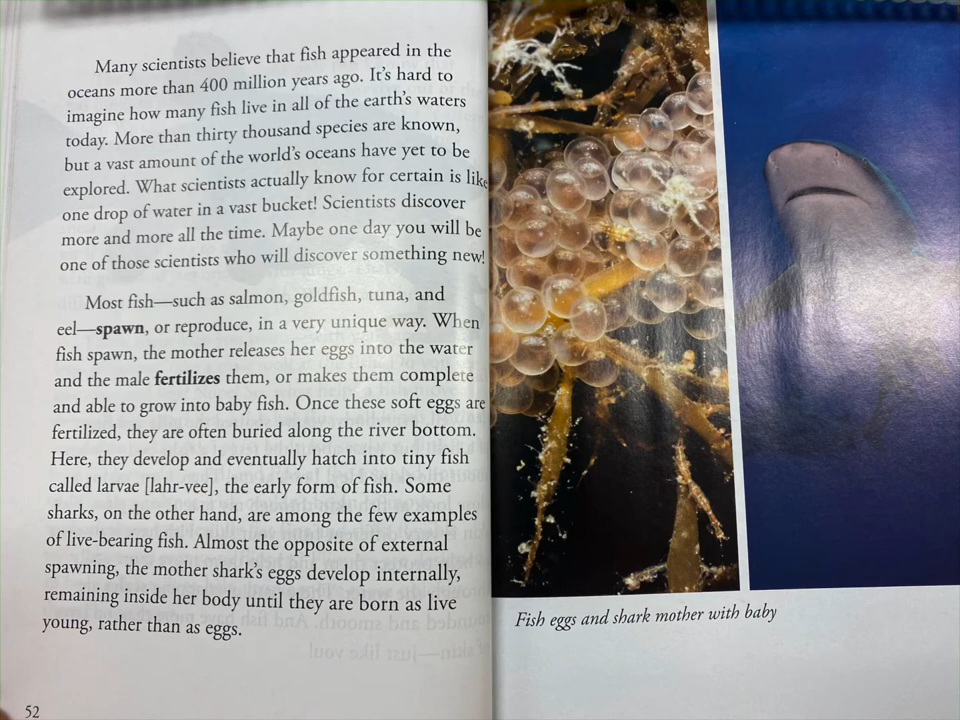 Many scientists believe that fish appeared in the
oceans more than 400 million years ago. It's hard to
imagine how many fish live in all of the earth's waters
today. More than thirty thousand species are known,
but a vast amount of the world's oceans have yet to be
explored. What scientists actually know for certain is like
one drop of water in a vast bucket! Scientists discover
more and more all the time. Maybe one day you will be
one of those scientists who will discover something new!
Most fish—such as salmon, goldfish, tuna, and
eel—spawn, or reproduce, in a very unique way. When
fish spawn, the mother releases her eggs into the water
and the male fertilizes them, or makes them complete
and able to grow into baby fish. Once these soft eggs are
fertilized, they are often buried along the river bottom.
Here, they develop and eventually hatch into tiny fish
called larvae [lahr-vee], the early form of fish. Some
sharks, on the other hand, are among the few examples
of live-bearing fish. Almost the opposite of external
spawning, the mother shark's eggs develop internally,
remaining inside her body until they are born as live
young, rather than as eggs.
52
Fish eggs and shark mother with baby